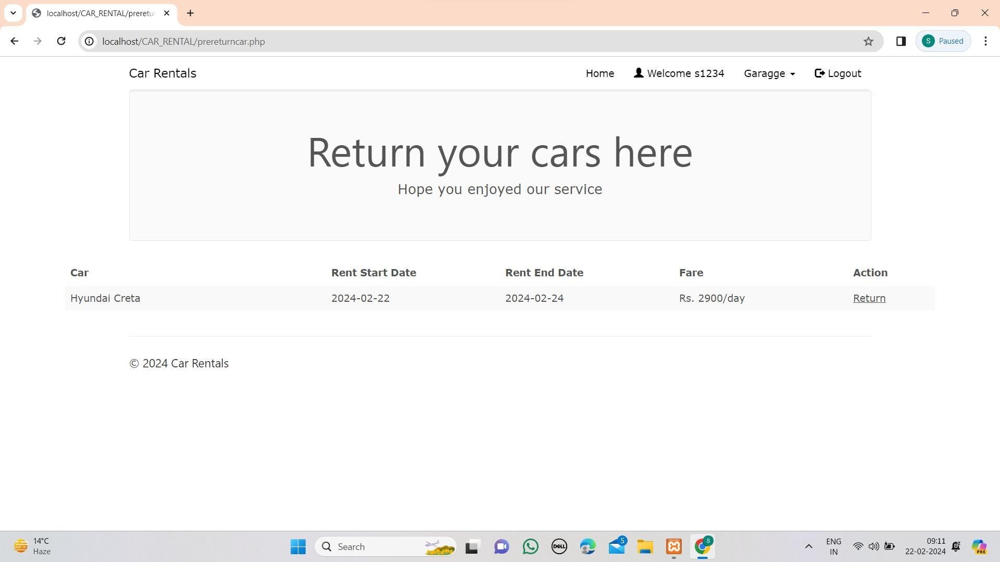 localhost/CAR_RENTAL/preretur
localhost/CAR_RENTAL/prereturncar.php
S Paused
Car Rentals Home Welcome s1234 Garagge Logout
Return your cars here
Hope you enjoyed our service
Car Rent Start Date Rent End Date Fare Action
Hyundai Creta 2024-02-22 2024-02-24 Rs. 2900/day Return
© 2024 Car Rentals
14°C
Haze
Search
DELL
5
S
ENG
IN
09:11
22-02-2024
PRE